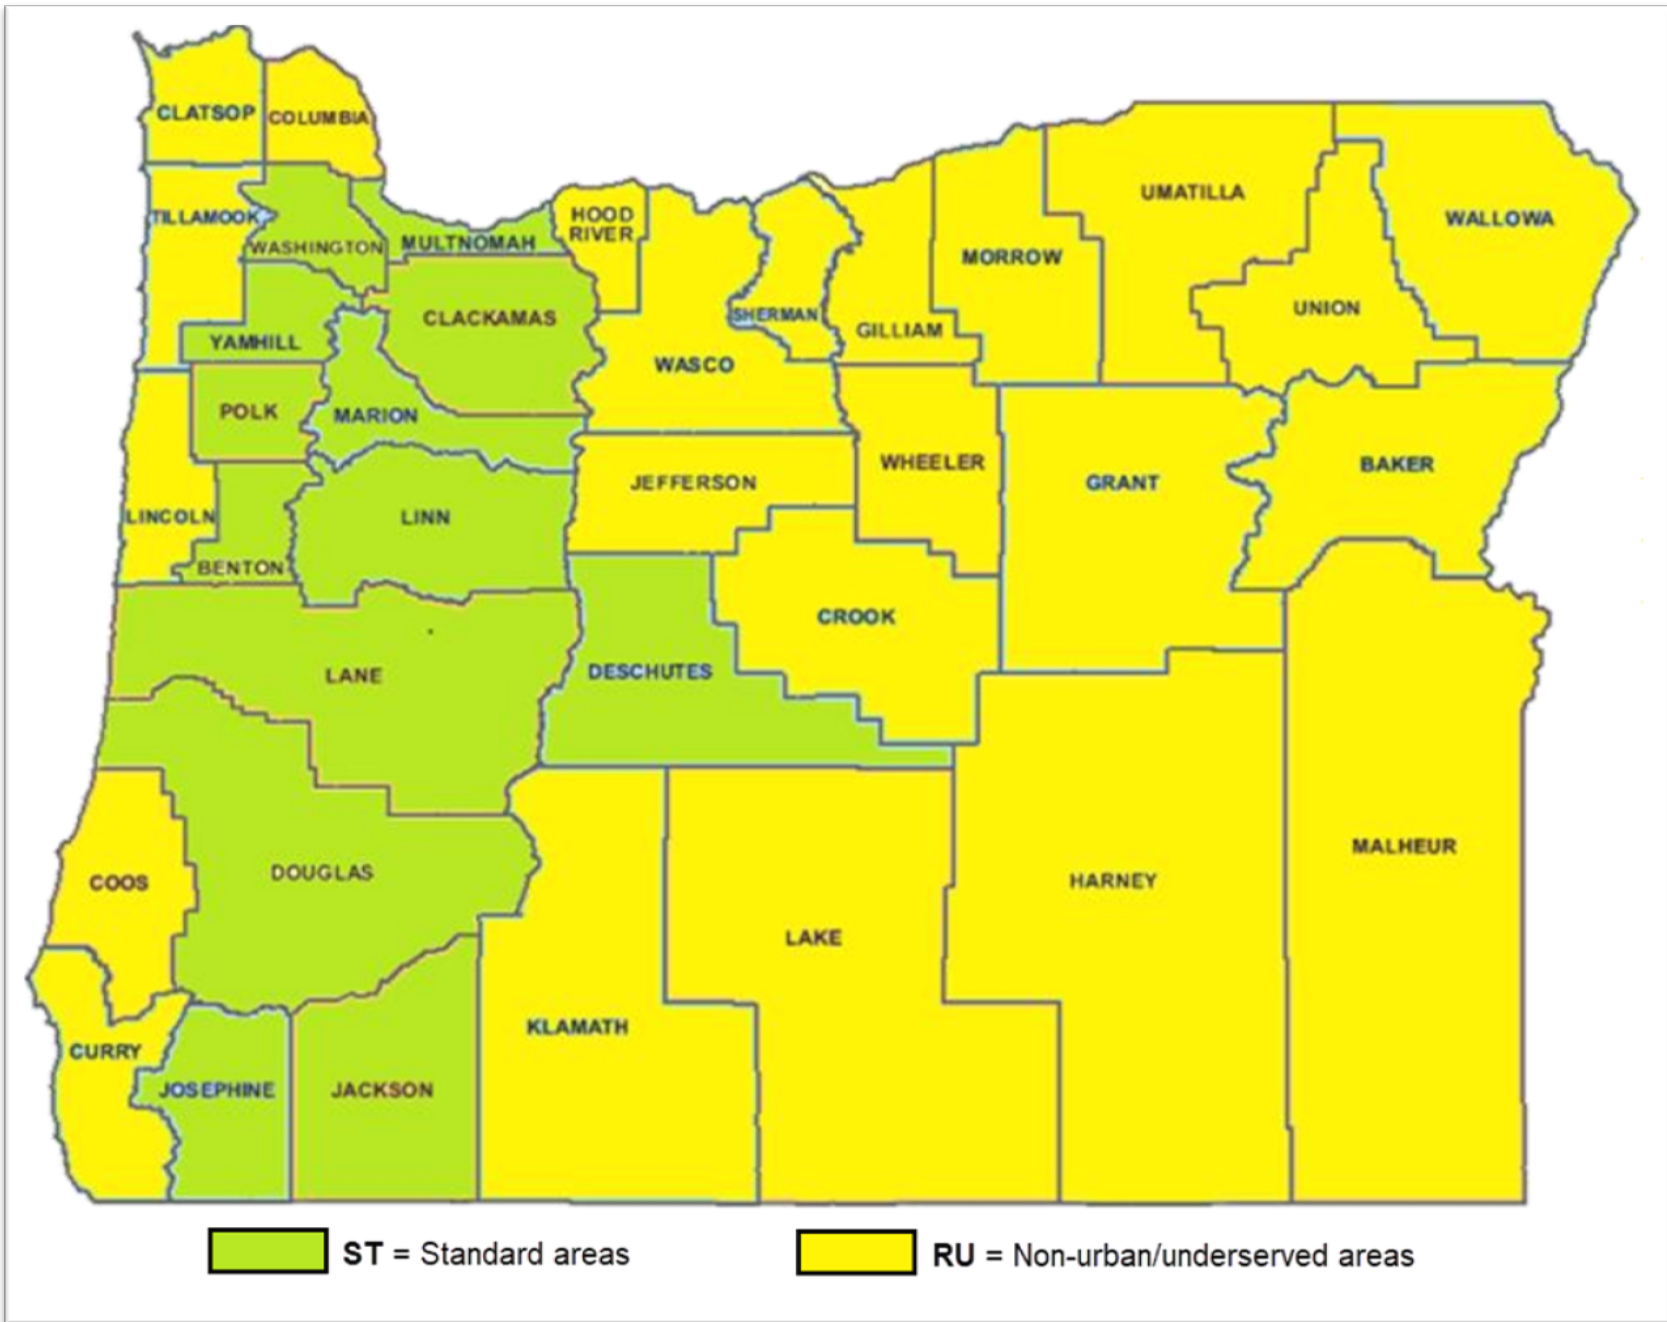 CLATSOP
COLUMBIA
TILLAMOOK
WASHINGTON
MULTNOMAH
HOOD
RIVER
UMATILLA
WALLOWA
MORROW
CLACKAMAS
SHERMAN
GILLIAM
UNION
YAMHILL
WASCO
POLK
MARION
WHEELER
BAKER
JEFFERSON
GRANT
LINCOLN
LINN
BENTON
CROOK
LANE
DESCHUTES
MALHEUR
COOS
DOUGLAS
HARNEY
LAKE
KLAMATH
CURRY
JOSEPHINE
JACKSON
ST = Standard areas
RU = Non-urban/underserved areas